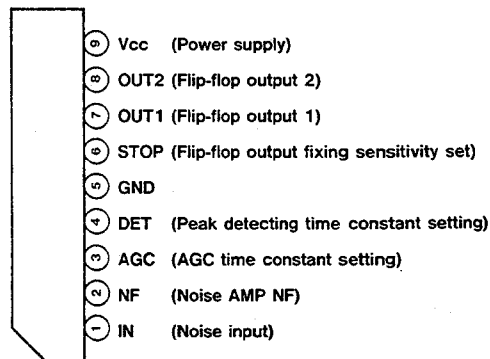 9 Vcc (Power supply)
8 OUT2 (Flip-flop output 2)
7 OUT1 (Flip-flop output 1)
6 STOP (Flip-flop output fixing sensitivity set)
5 GND
4 DET (Peak detecting time constant setting)
3 AGC (AGC time constant setting)
2 NF (Noise AMP NF)
1 IN (Noise input)